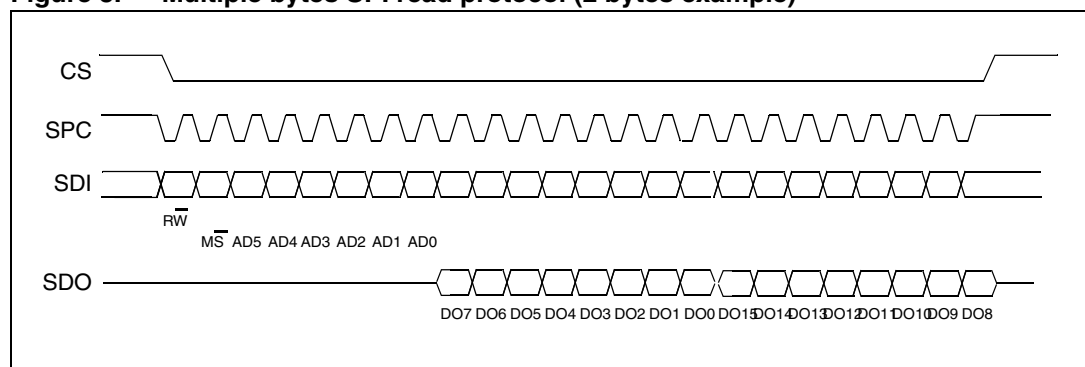 Figure 8. Multiple bytes SPI read protocol (2 bytes example)
CS
SPC
SDI
RW
MS AD5 AD4 AD3 AD2 AD1 AD0
SDO
DO7 DO6 DO5 DO4 DO3 DO2 DO1 DO0 DO15 DO14 DO13 DO12 DO11 DO10 DO9 DO8